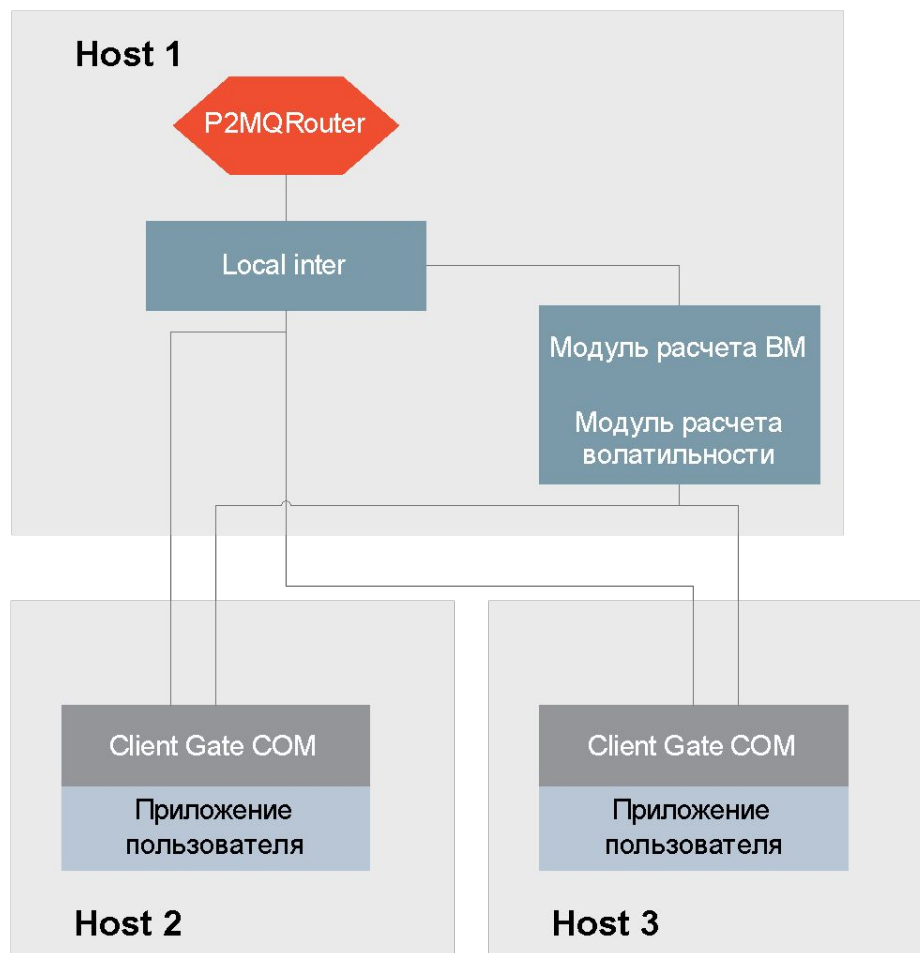 Host 1
P2MQRouter
Local inter
Модуль расчета ВМ
Модуль расчета
волатильности
Client Gate COM
Приложение
пользователя
Host 2
Client Gate COM
Приложение
пользователя
Host 3